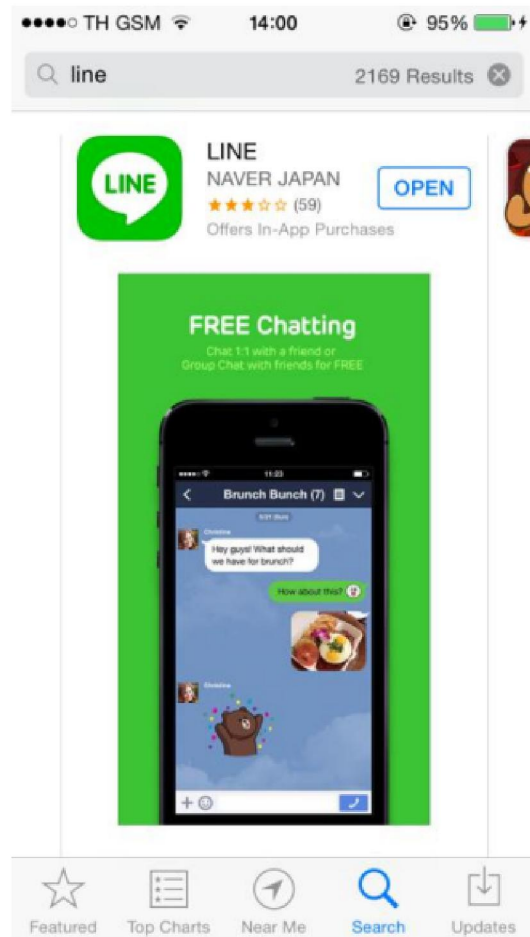 TH GSM 14:00 95%
line 2169 Results
LINE
LINE
NAVER JAPAN
OPEN
(59)
Offers In-App Purchases
FREE Chatting
Chat 1:1 with a friend or
Group Chat with friends for FREE
11:23
Brunch Bunch (7)
Christine
Hey guys! What should
we have for brunch?
How about this?
Christine
Featured Top Charts Near Me Search Updates